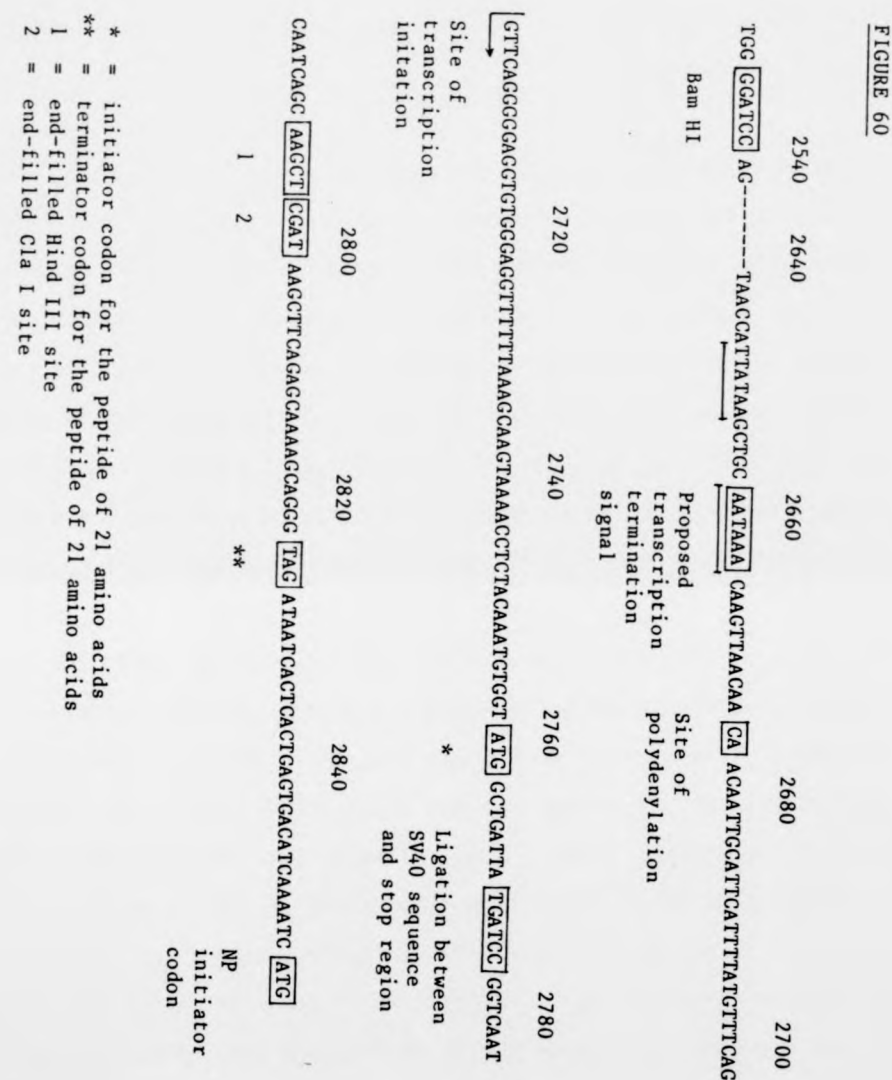 FIGURE 60
2540 2640 2660 2680 2700
TGG GGATCC AG--------TAACCATTATAAGCTGC AATAAA CAAGTTAACAA CA ACAATTGCATTCATTTTATGTTTCAG
Bam HI
Proposed transcription termination signal
Site of polydenylation
2720 2740 2760 2780
GTTCAGGGGGAGCTGTGGGAGGTTTTTTAAAGCAAGTAAAACCTCTACAAATGTGGT ATG GCTGATTA TGATCC GGTCAAT
Site of transcription initation
*
Ligation between SV40 sequence and stop region
2800 2820 2840
CAATCAGC AAGCT CGAT AAGCTTCAGAGCAAAAGCAGGG TAG ATAATCACTCACTGAGTGACATCAAAATC ATG
1 2 **
NP initiator codon
* = initiator codon for the peptide of 21 amino acids
** = terminator codon for the peptide of 21 amino acids
1 = end-filled Hind III site
2 = end-filled Cla I site